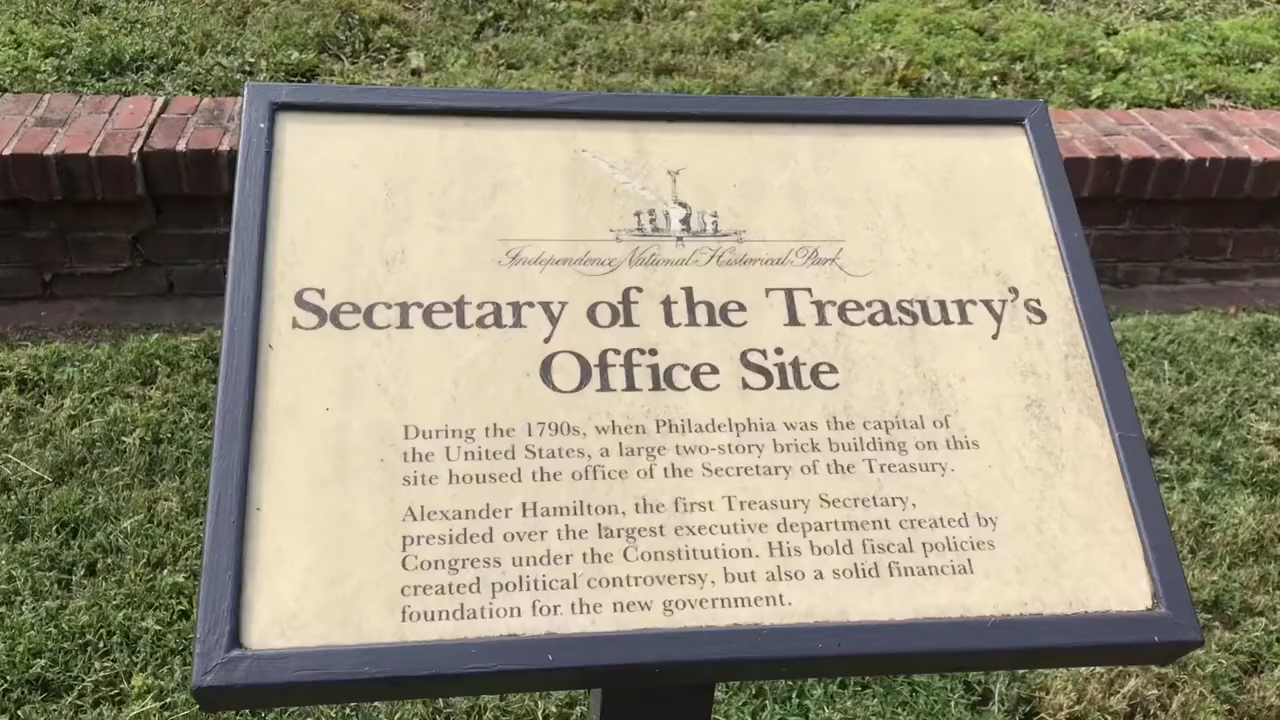 Independence National Historical Park
Secretary of the Treasury's
Office Site
During the 1790s, when Philadelphia was the capital of
the United States, a large two-story brick building on this
site housed the office of the Secretary of the Treasury.
Alexander Hamilton, the first Treasury Secretary,
presided over the largest executive department created by
Congress under the Constitution. His bold fiscal policies
created political controversy, but also a solid financial
foundation for the new government.